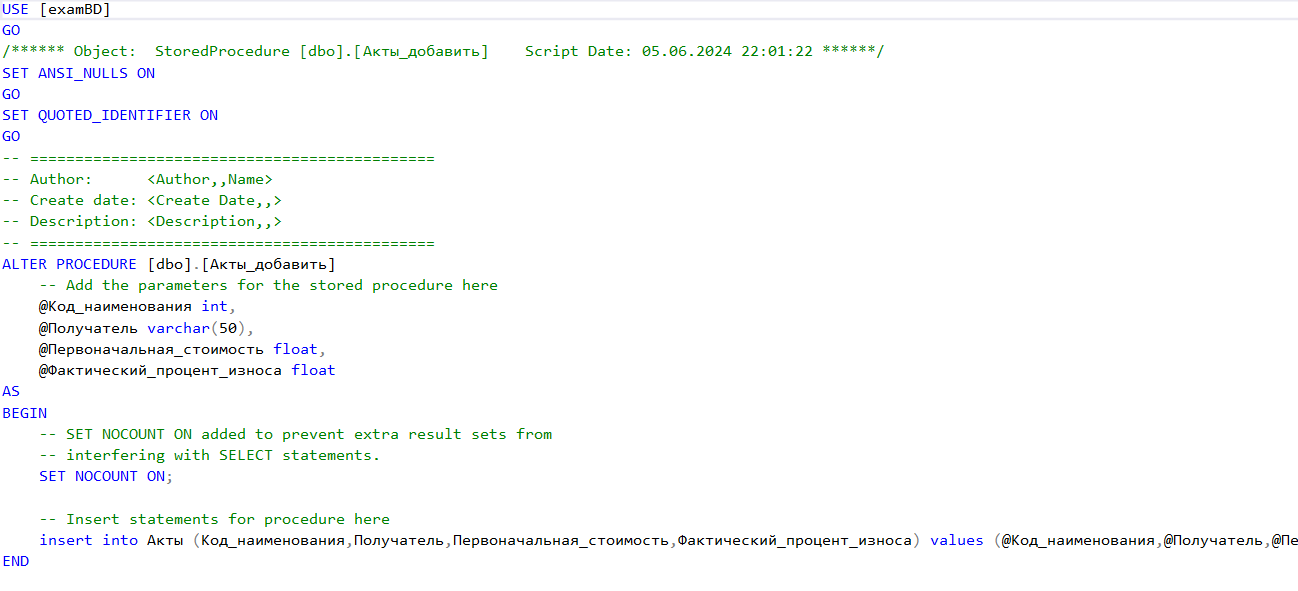 USE [examBD]
GO
/****** Object:  StoredProcedure [dbo].[Акты_добавить]    Script Date: 05.06.2024 22:01:22 ******/
SET ANSI_NULLS ON
GO
SET QUOTED_IDENTIFIER ON
GO
-- =============================================
-- Author:      <Author,,Name>
-- Create date: <Create Date,,>
-- Description: <Description,,>
-- =============================================
ALTER PROCEDURE [dbo].[Акты_добавить]
    -- Add the parameters for the stored procedure here
    @Код_наименования int,
    @Получатель varchar(50),
    @Первоначальная_стоимость float,
    @Фактический_процент_износа float
AS
BEGIN
    -- SET NOCOUNT ON added to prevent extra result sets from
    -- interfering with SELECT statements.
    SET NOCOUNT ON;
    -- Insert statements for procedure here
    insert into Акты (Код_наименования,Получатель,Первоначальная_стоимость,Фактический_процент_износа) values (@Код_наименования,@Получатель,@Пе
END